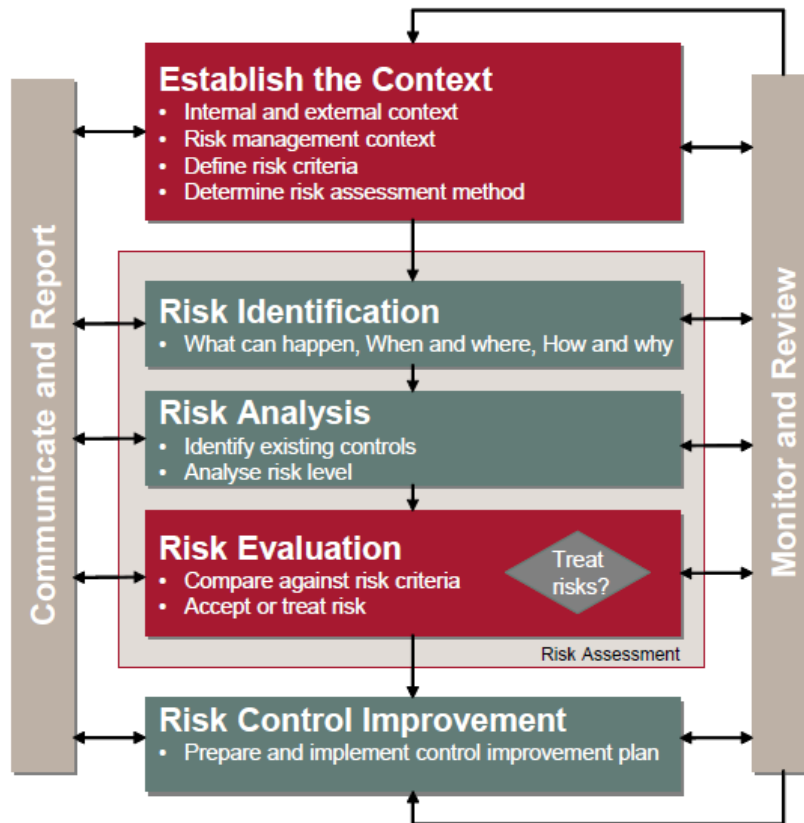 Establish the Context
• Internal and external context
• Risk management context
• Define risk criteria
• Determine risk assessment method
Communicate and Report
Monitor and Review
Risk Identification
• What can happen, When and where, How and why
Risk Analysis
• Identify existing controls
• Analyse risk level
Risk Evaluation
• Compare against risk criteria
• Accept or treat risk
Treat
risks?
Risk Assessment
Risk Control Improvement
• Prepare and implement control improvement plan